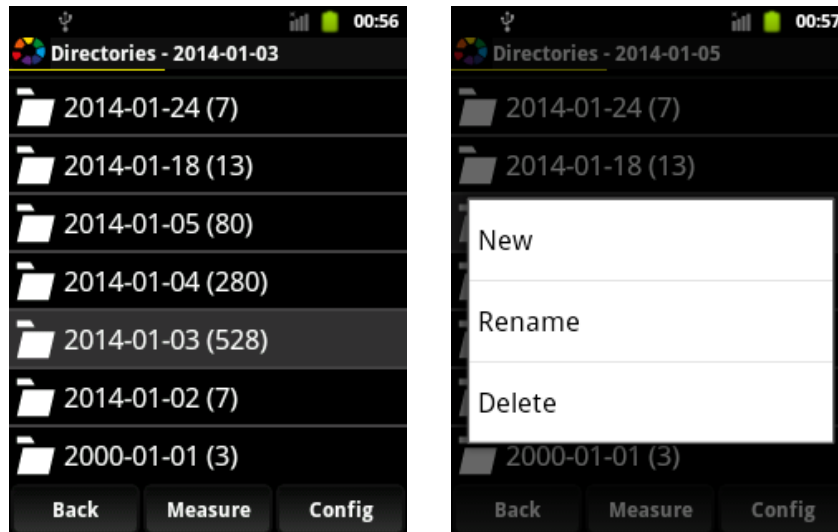 00:56
Directories - 2014-01-03
2014-01-24 (7)
2014-01-18 (13)
2014-01-05 (80)
2014-01-04 (280)
2014-01-03 (528)
2014-01-02 (7)
2000-01-01 (3)
Back Measure Config
00:57
Directories - 2014-01-05
2014-01-24 (7)
2014-01-18 (13)
New
Rename
Delete
2000-01-01 (3)
Back Measure Config